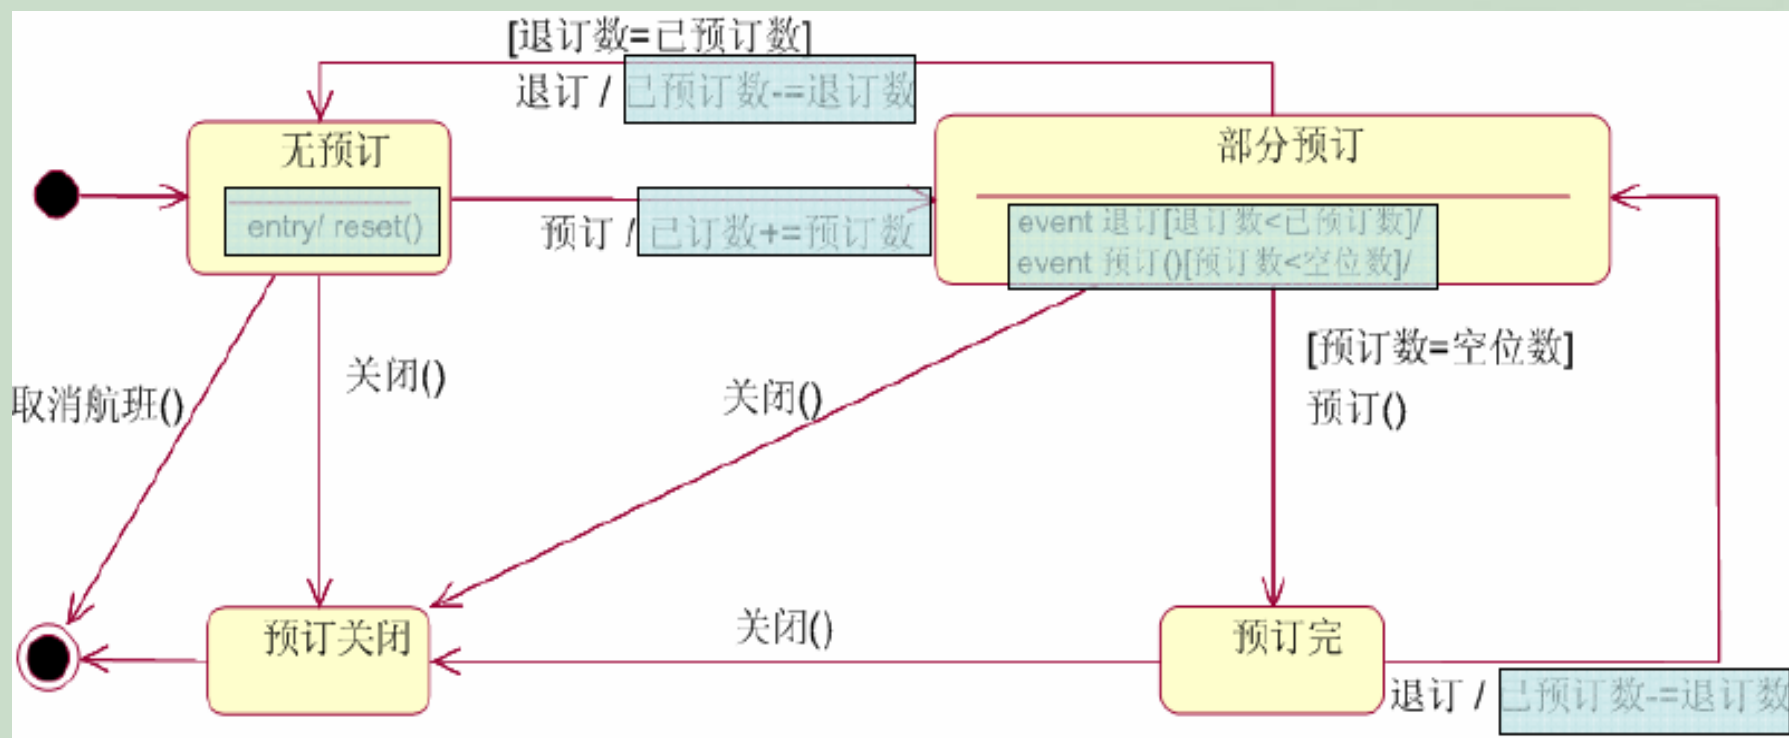 [退订数=已预订数]
退订 / 已预订数-=退订数
无预订
entry/ reset()
部分预订
预订 / 已订数+=预订数
event 退订[退订数<已预订数]/
event 预订()[预订数<空位数]/
[预订数=空位数]
预订()
关闭()
取消航班()
关闭()
预订关闭
关闭()
预订完
退订 / 已预订数-=退订数